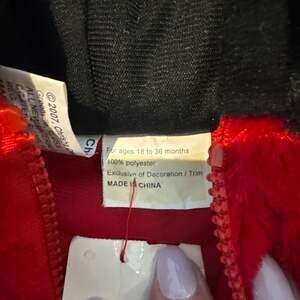 © 2007,
For ages 18 to 36 months
100% polyester
Exclusive of Decoration / Trim
MADE IN CHINA